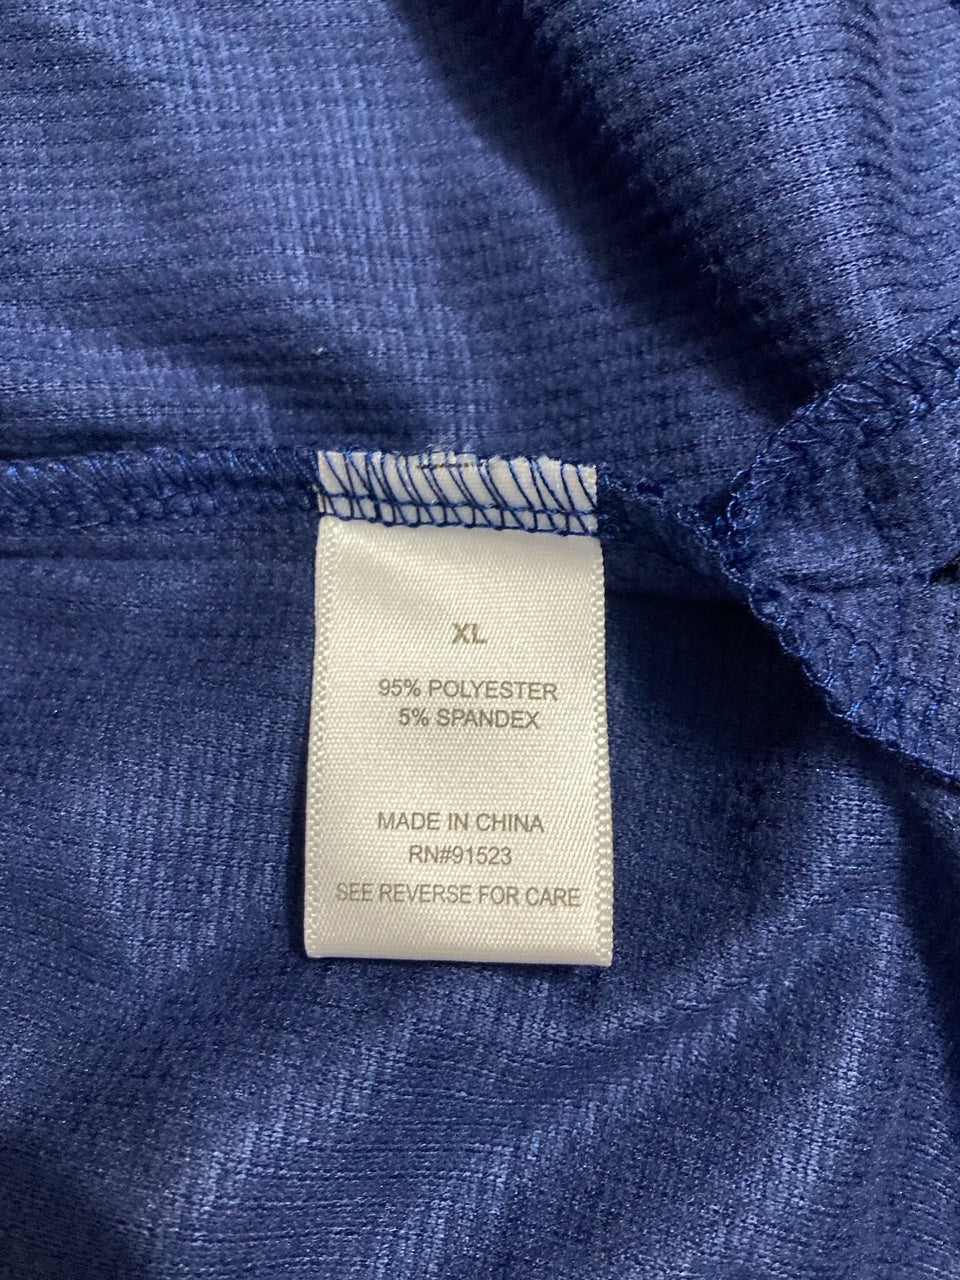 XL
95% POLYESTER
5% SPANDEX
MADE IN CHINA
RN#91523
SEE REVERSE FOR CARE